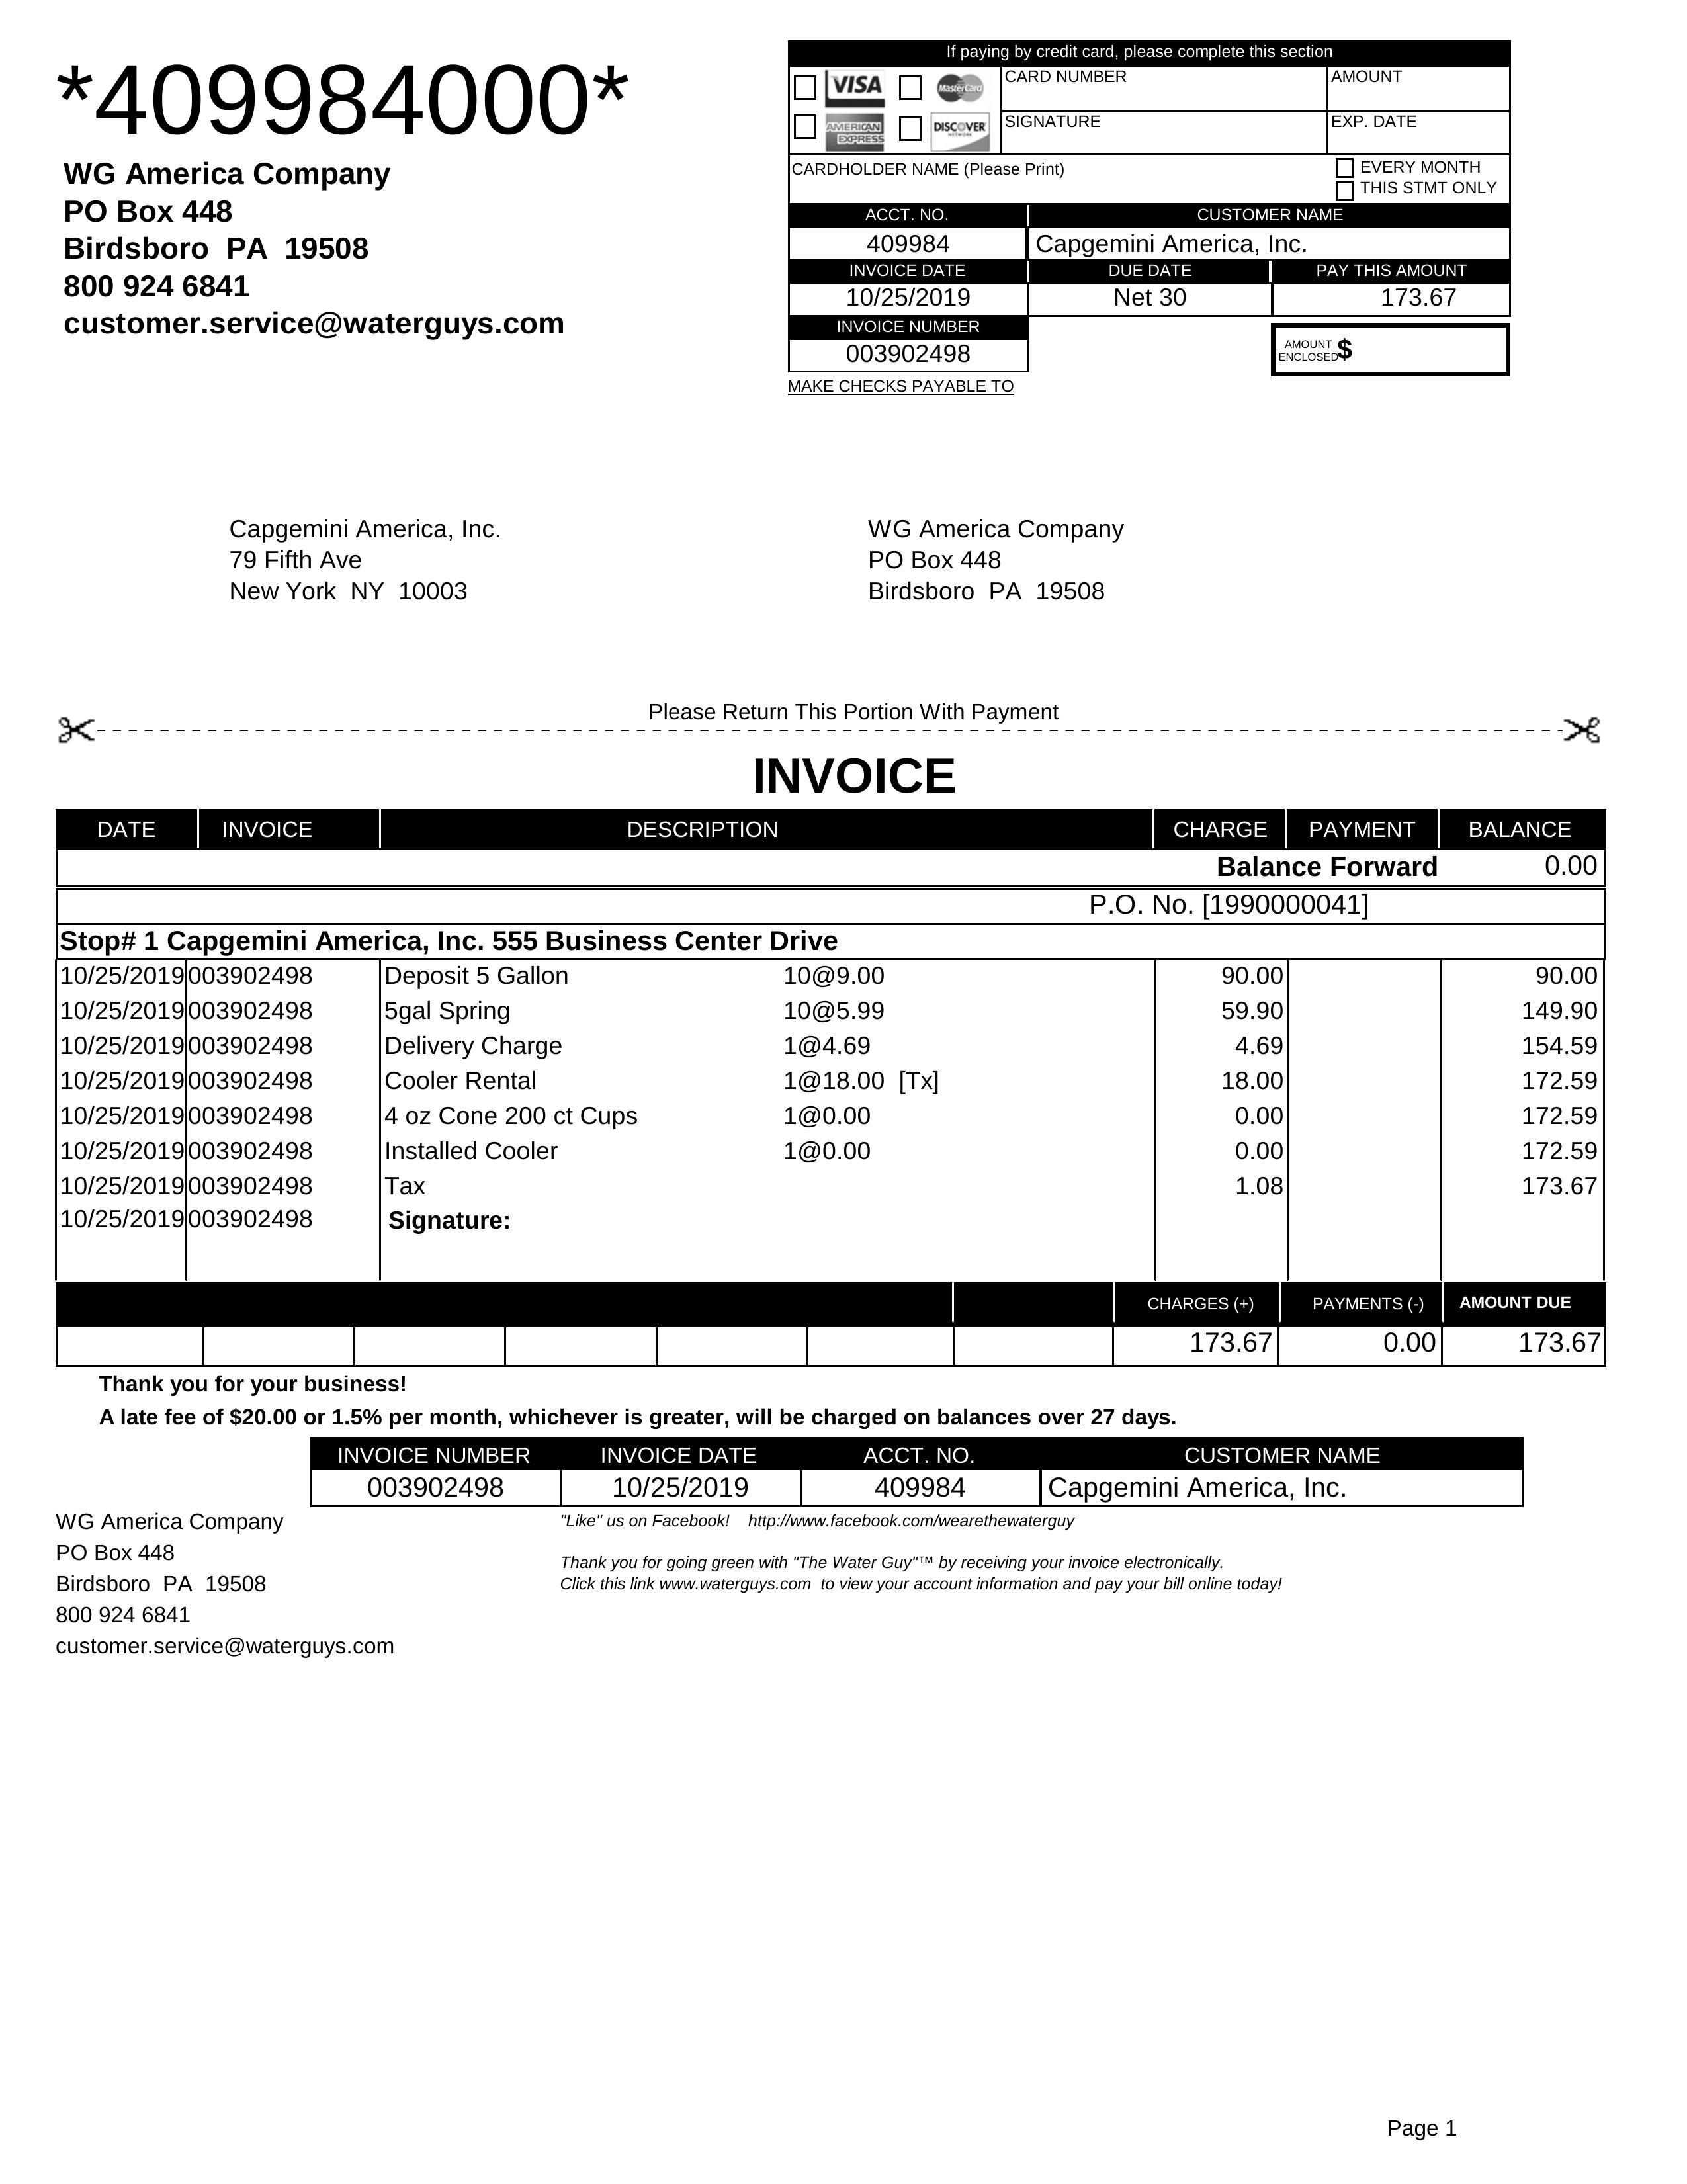 If paying by credit card, please complete this section
*409984000*
VISA MasterCard CARD NUMBER AMOUNT
AMERICAN EXPRESS DISCOVER NETWORK SIGNATURE EXP. DATE
WG America Company
PO Box 448
Birdsboro PA 19508
800 924 6841
customer.service@waterguys.com
CARDHOLDER NAME (Please Print) EVERY MONTH
THIS STMT ONLY
ACCT. NO. CUSTOMER NAME
409984 Capgemini America, Inc.
INVOICE DATE DUE DATE PAY THIS AMOUNT
10/25/2019 Net 30 173.67
INVOICE NUMBER
003902498
AMOUNT ENCLOSED $
MAKE CHECKS PAYABLE TO
Capgemini America, Inc.
79 Fifth Ave
New York NY 10003
WG America Company
PO Box 448
Birdsboro PA 19508
Please Return This Portion With Payment
INVOICE
DATE INVOICE DESCRIPTION CHARGE PAYMENT BALANCE
Balance Forward 0.00
P.O. No. [1990000041]
Stop# 1 Capgemini America, Inc. 555 Business Center Drive
10/25/2019 003902498 Deposit 5 Gallon 10@9.00 90.00 90.00
10/25/2019 003902498 5gal Spring 10@5.99 59.90 149.90
10/25/2019 003902498 Delivery Charge 1@4.69 4.69 154.59
10/25/2019 003902498 Cooler Rental 1@18.00 [Tx] 18.00 172.59
10/25/2019 003902498 4 oz Cone 200 ct Cups 1@0.00 0.00 172.59
10/25/2019 003902498 Installed Cooler 1@0.00 0.00 172.59
10/25/2019 003902498 Tax 1.08 173.67
10/25/2019 003902498 Signature:
CHARGES (+) PAYMENTS (-) AMOUNT DUE
173.67 0.00 173.67
Thank you for your business!
A late fee of $20.00 or 1.5% per month, whichever is greater, will be charged on balances over 27 days.
INVOICE NUMBER INVOICE DATE ACCT. NO. CUSTOMER NAME
003902498 10/25/2019 409984 Capgemini America, Inc.
WG America Company
PO Box 448
Birdsboro PA 19508
800 924 6841
customer.service@waterguys.com
"Like" us on Facebook! http://www.facebook.com/wearethewaterguy
Thank you for going green with "The Water Guy"™ by receiving your invoice electronically.
Click this link www.waterguys.com to view your account information and pay your bill online today!
Page 1